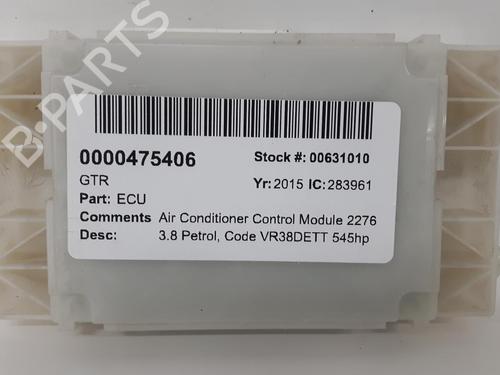 B-PARTS
0000475406 Stock #: 00631010
GTR Yr: 2015 IC: 283961
Part: ECU
Comments Air Conditioner Control Module 2276
Desc: 3.8 Petrol, Code VR38DETT 545hp